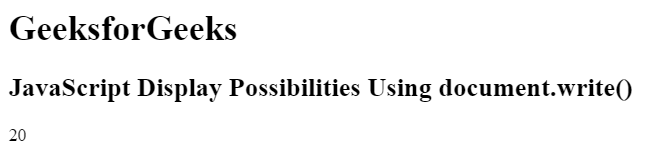 GeeksforGeeks
JavaScript Display Possibilities Using document.write()
20